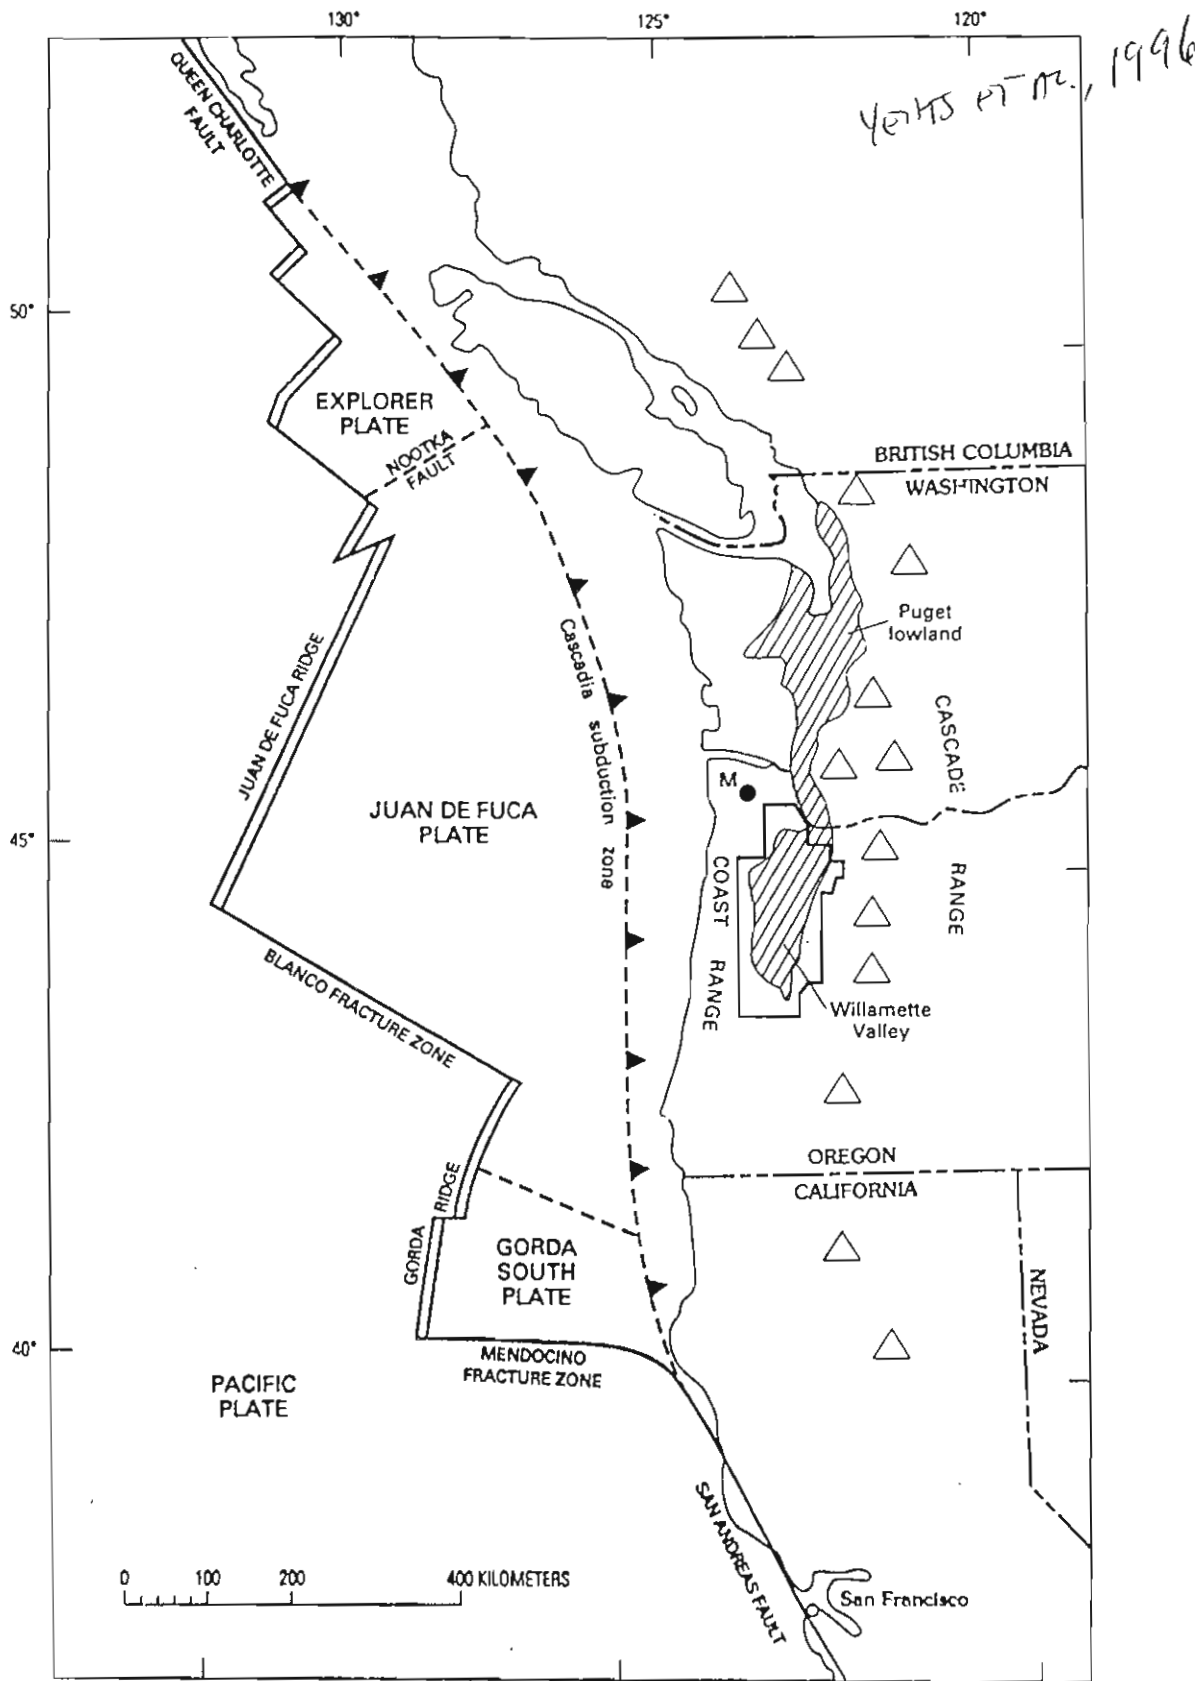 130°
125°
120°
Yeats et al., 1996
QUEEN CHARLOTTE
FAULT
50°
EXPLORER
PLATE
NOOTKA
FAULT
BRITISH COLUMBIA
WASHINGTON
Puget
lowland
Cascadia subduction zone
JUAN DE FUCA RIDGE
CASCADE RANGE
M
JUAN DE FUCA
PLATE
45°
COAST RANGE
BLANCO FRACTURE ZONE
Willamette
Valley
OREGON
CALIFORNIA
GORDA RIDGE
GORDA
SOUTH
PLATE
NEVADA
40°
MENDOCINO
FRACTURE ZONE
PACIFIC
PLATE
SAN ANDREAS FAULT
0 100 200 400 KILOMETERS
San Francisco